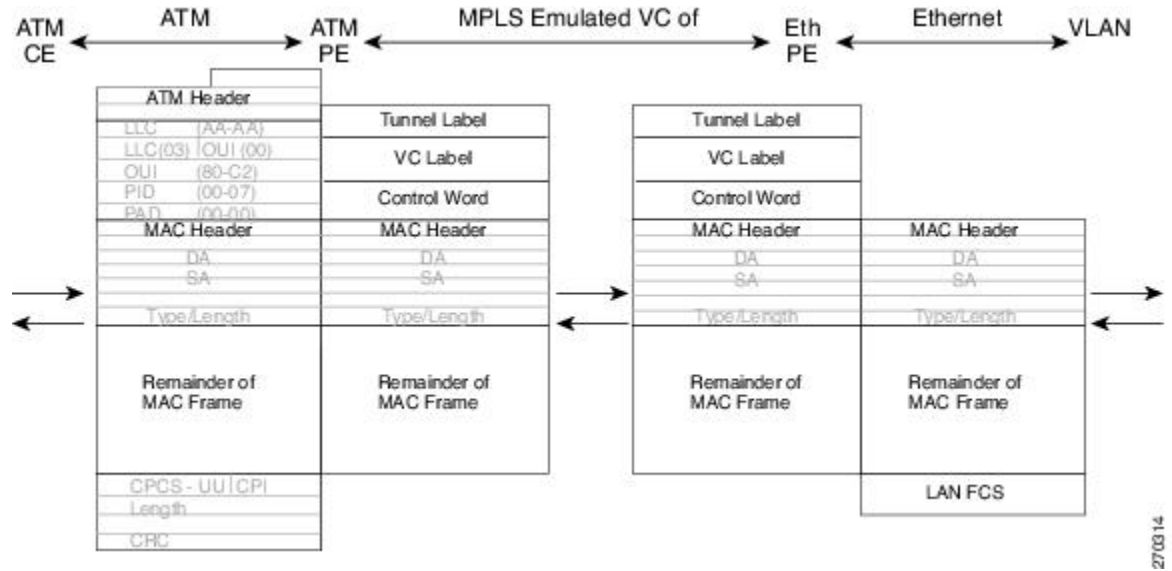 ATM CE
ATM
ATM PE
MPLS Emulated VC of
Eth PE
Ethernet
VLAN
ATM Header
LLC (AA-AA)
LLC(03) OUI (00)
OUI (80-C2)
PID (00-07)
PAD (00-00)
MAC Header
DA
SA
Type/Length
Remainder of
MAC Frame
CPCS - UU CPI
Length
CRC
Tunnel Label
VC Label
Control Word
MAC Header
DA
SA
Type/Length
Remainder of
MAC Frame
Tunnel Label
VC Label
Control Word
MAC Header
DA
SA
Type/Length
Remainder of
MAC Frame
MAC Header
DA
SA
Type/Length
Remainder of
MAC Frame
LAN FCS
270314